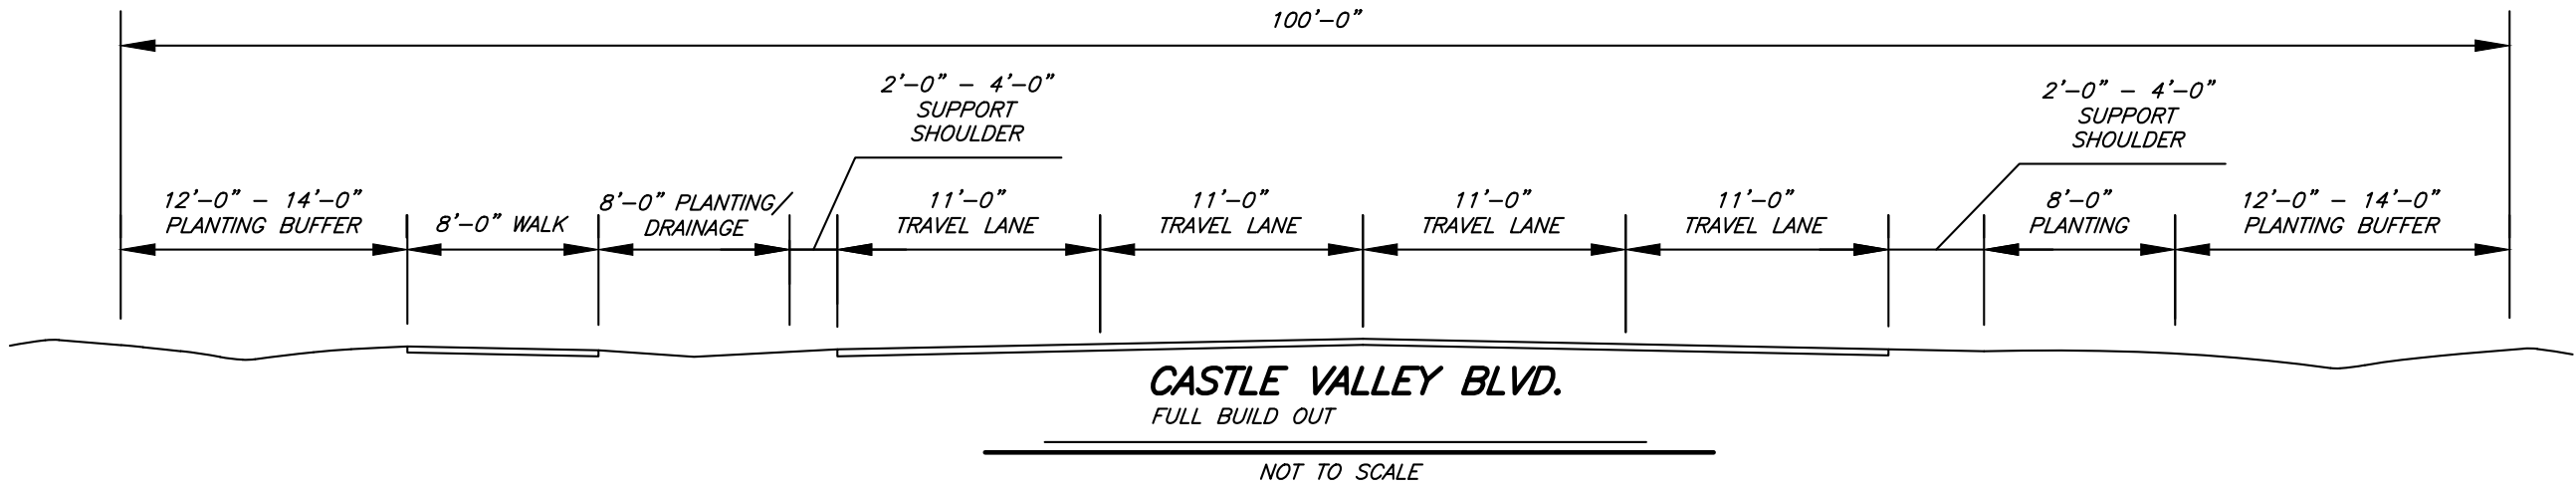 100'-0"
2'-0" - 4'-0"
SUPPORT
SHOULDER
2'-0" - 4'-0"
SUPPORT
SHOULDER
12'-0" - 14'-0"
PLANTING BUFFER
8'-0" WALK
8'-0" PLANTING/
DRAINAGE
11'-0"
TRAVEL LANE
11'-0"
TRAVEL LANE
11'-0"
TRAVEL LANE
11'-0"
TRAVEL LANE
8'-0"
PLANTING
12'-0" - 14'-0"
PLANTING BUFFER
CASTLE VALLEY BLVD.
FULL BUILD OUT
NOT TO SCALE